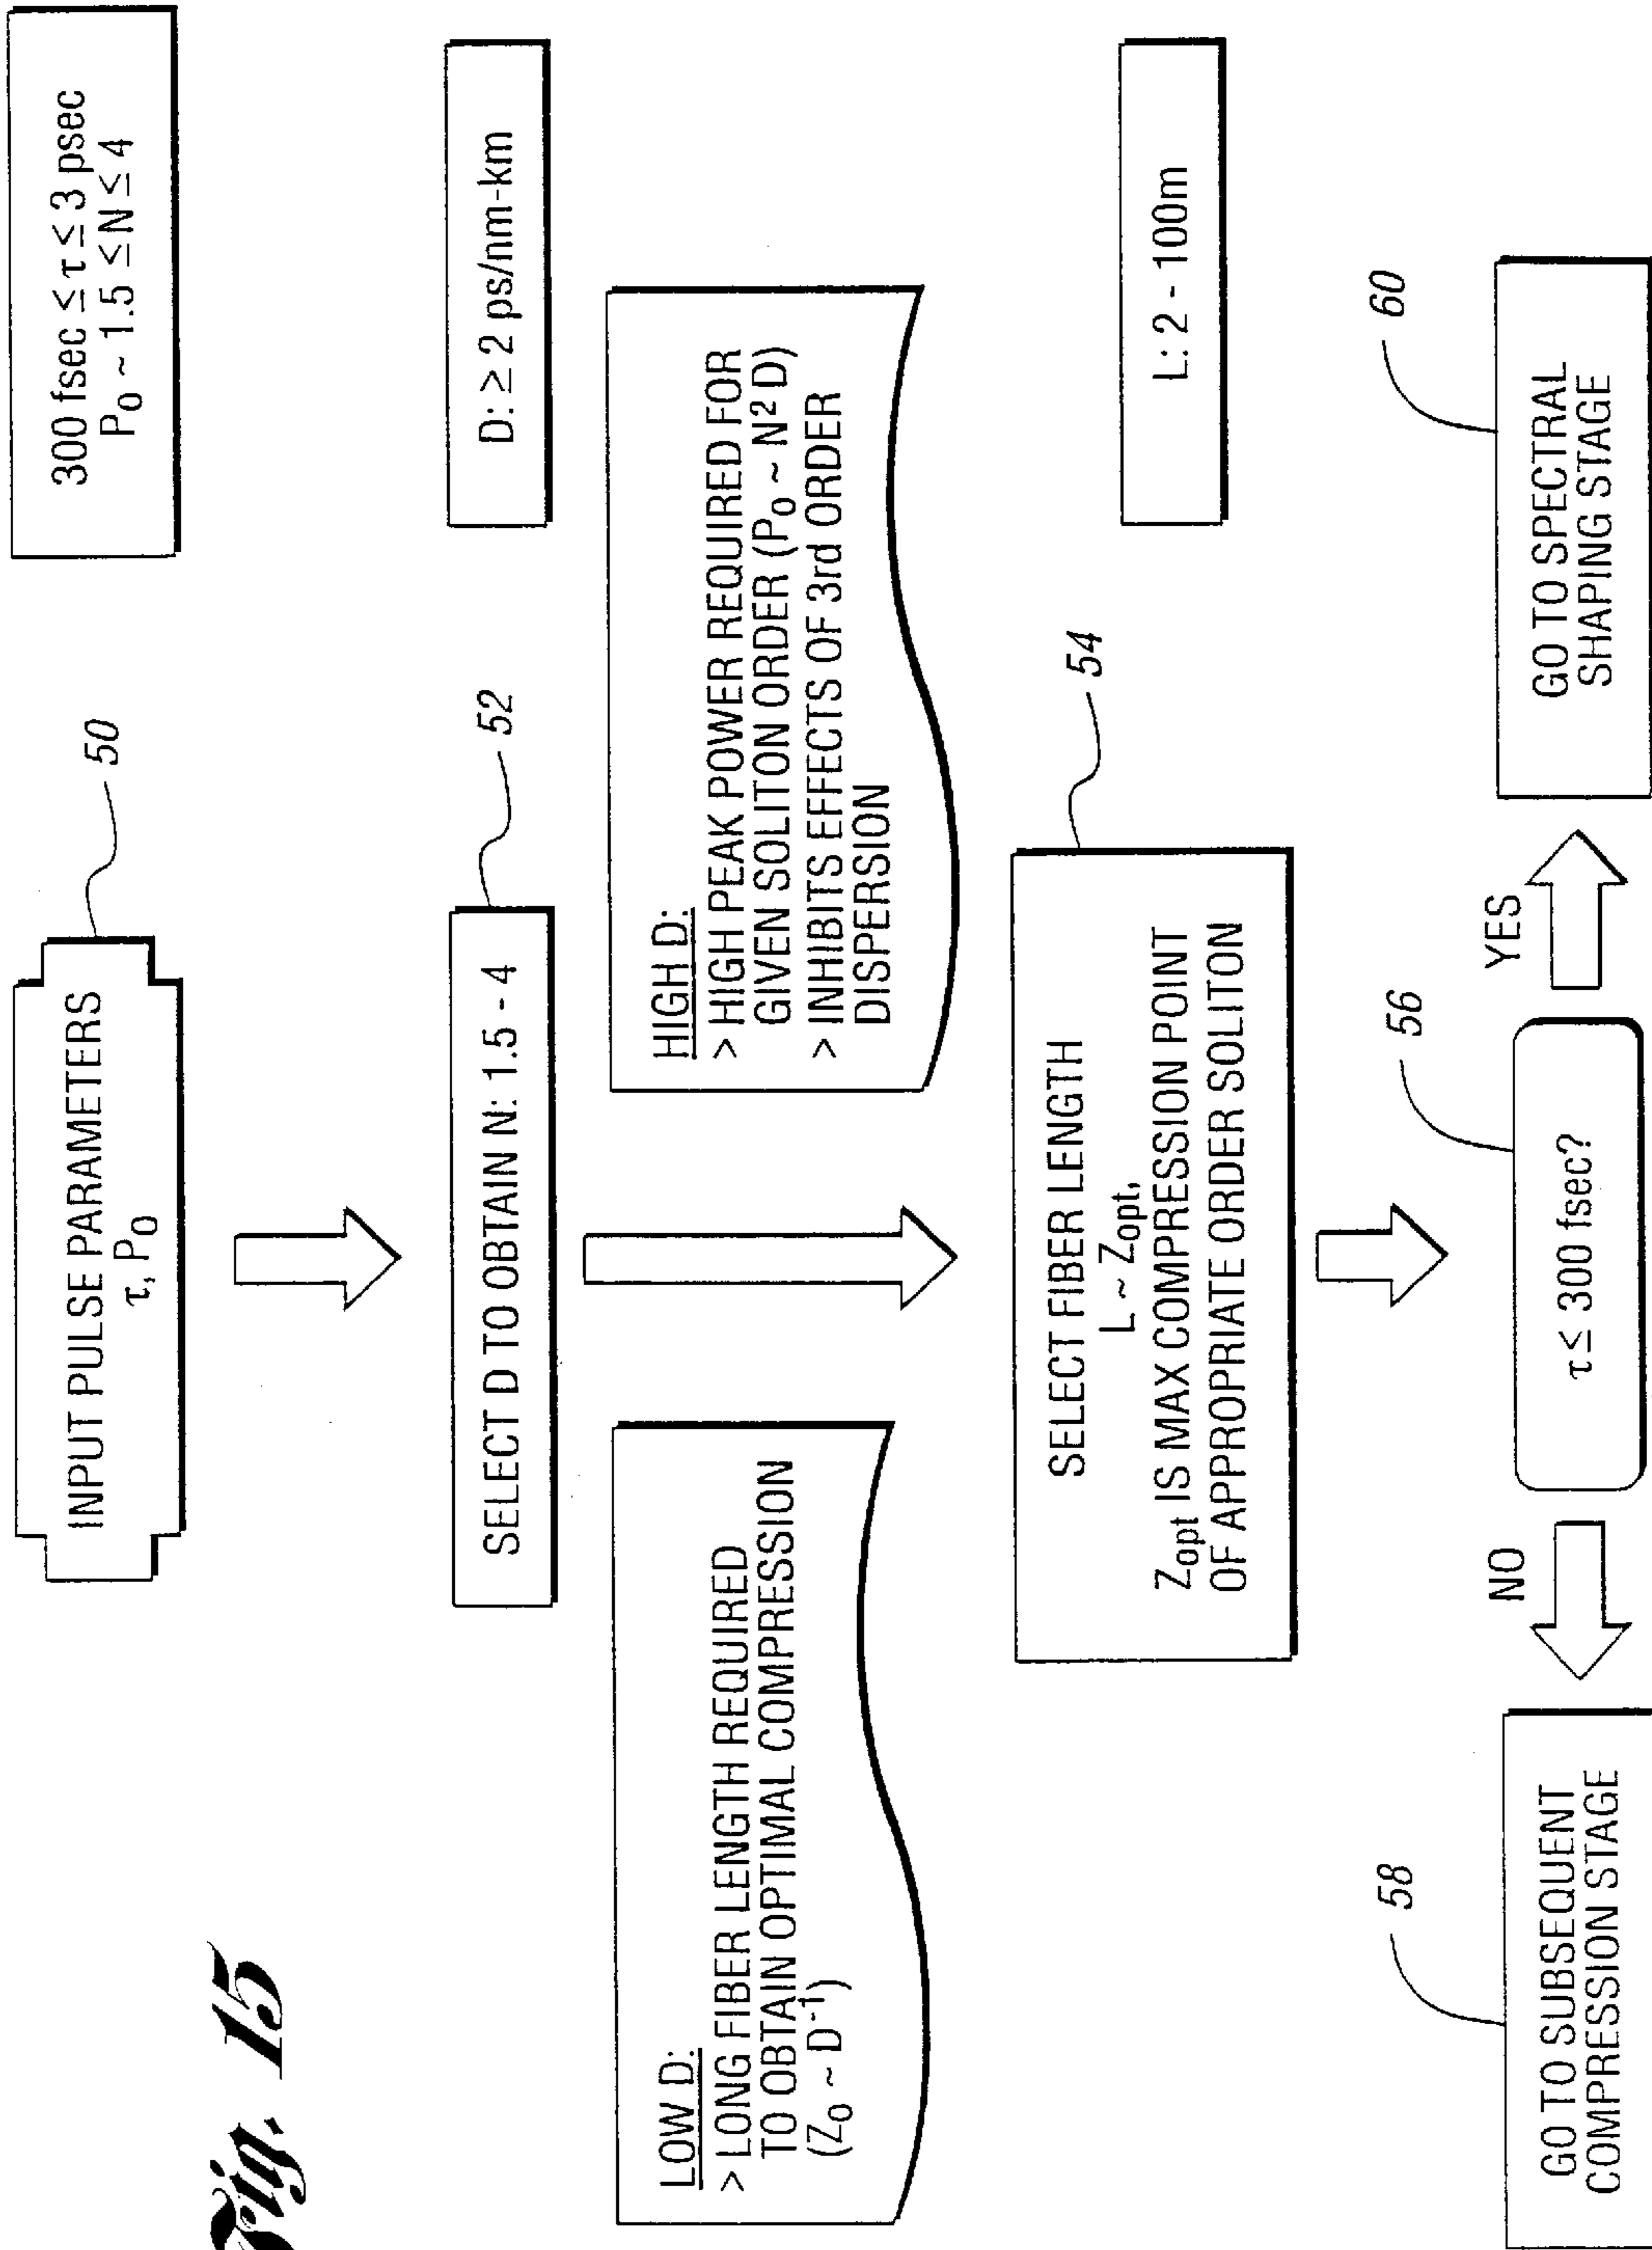 Fig. 15
INPUT PULSE PARAMETERS
τ, P₀
50
300 fsec ≤ τ ≤ 3 psec
P₀ ~ 1.5 ≤ N ≤ 4
SELECT D TO OBTAIN N: 1.5 - 4
52
D: ≥ 2 ps/nm-km
LOW D:
> LONG FIBER LENGTH REQUIRED
TO OBTAIN OPTIMAL COMPRESSION
(Z₀ ~ D⁻¹)
HIGH D:
> HIGH PEAK POWER REQUIRED FOR
GIVEN SOLITON ORDER (P₀ ~ N² D)
> INHIBITS EFFECTS OF 3rd ORDER
DISPERSION
SELECT FIBER LENGTH
L ~ Zopt,
Zopt IS MAX COMPRESSION POINT
OF APPROPRIATE ORDER SOLITON
54
L: 2 - 100m
58
GO TO SUBSEQUENT
COMPRESSION STAGE
NO
τ ≤ 300 fsec?
56
YES
GO TO SPECTRAL
SHAPING STAGE
60